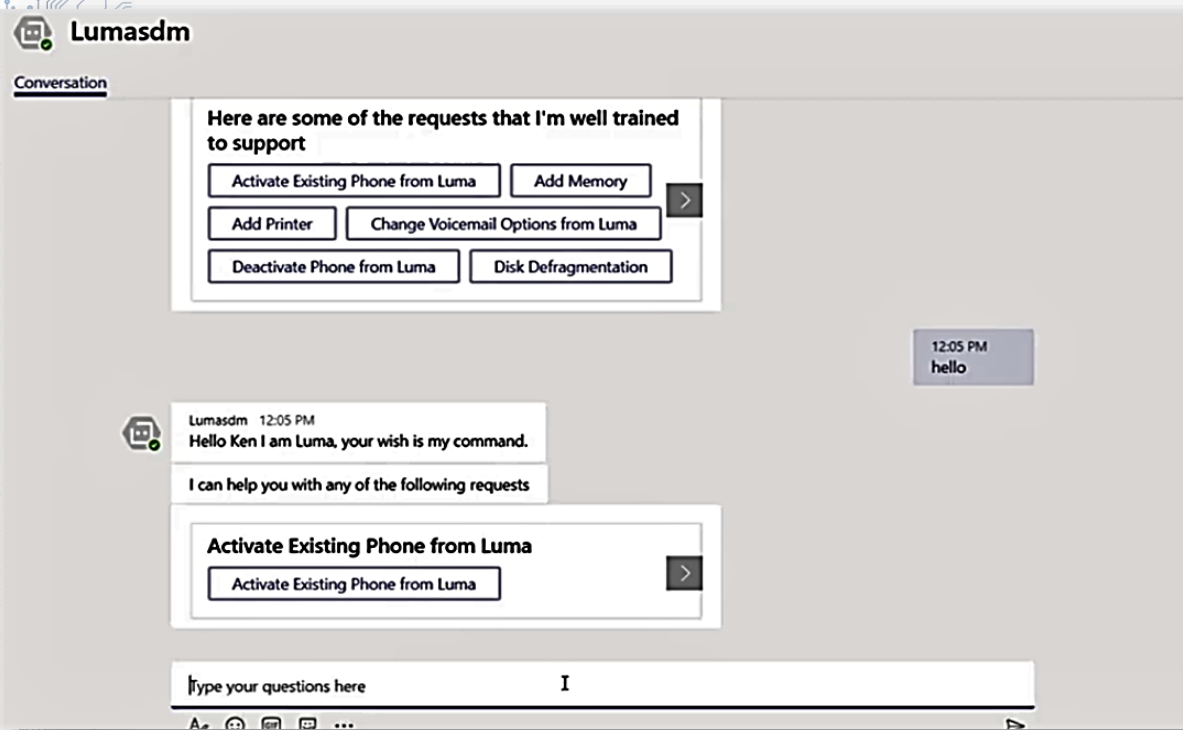 Lumasdm
Conversation
Here are some of the requests that I'm well trained
to support
Activate Existing Phone from Luma
Add Memory
Add Printer
Change Voicemail Options from Luma
Deactivate Phone from Luma
Disk Defragmentation
12:05 PM
hello
Lumasdm 12:05 PM
Hello Ken I am Luma, your wish is my command.
I can help you with any of the following requests
Activate Existing Phone from Luma
Activate Existing Phone from Luma
Type your questions here
GIF